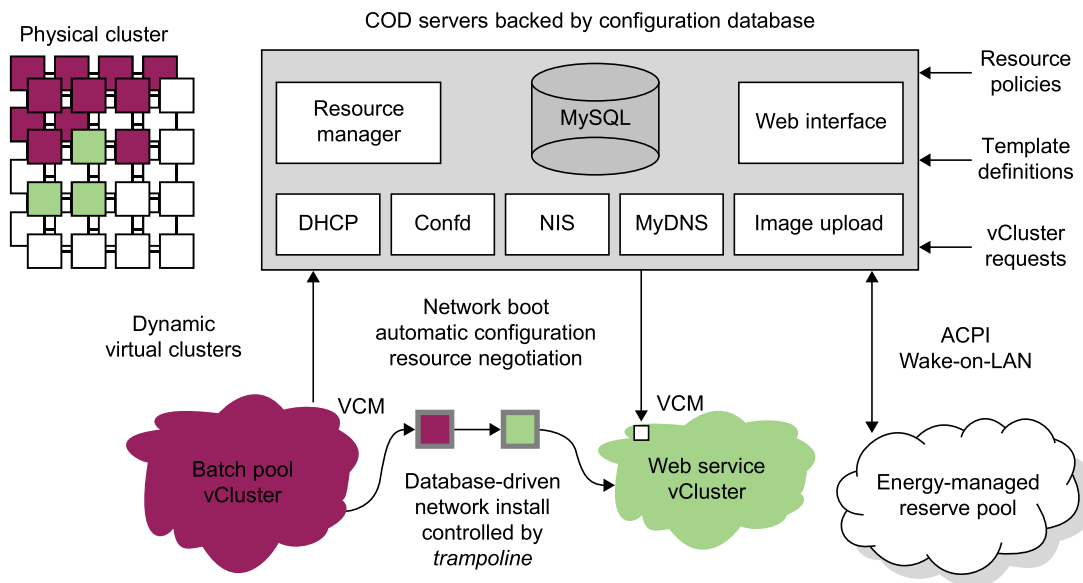 COD servers backed by configuration database
Physical cluster
Resource
policies
Resource
manager
MySQL
Web interface
Template
definitions
DHCP
Confd
NIS
MyDNS
Image upload
vCluster
requests
Dynamic
virtual clusters
Network boot
automatic configuration
resource negotiation
ACPI
Wake-on-LAN
VCM
VCM
Batch pool
vCluster
Database-driven
network install
controlled by
trampoline
Web service
vCluster
Energy-managed
reserve pool